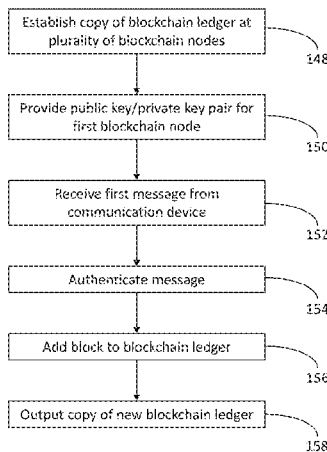 Establish copy of blockchain ledger at
plurality of blockchain nodes
148
Provide public key/private key pair for
first blockchain node
150
Receive first message from
communication device
152
Authenticate message
154
Add block to blockchain ledger
156
Output copy of new blockchain ledger
158